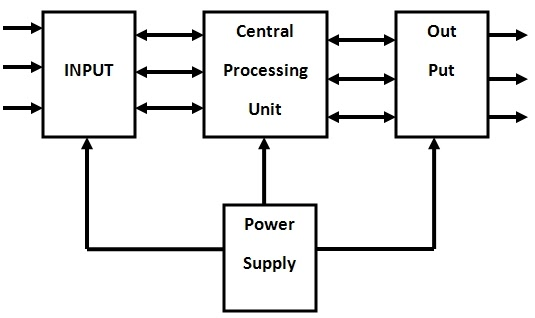 INPUT
Central
Processing
Unit
Out
Put
Power
Supply